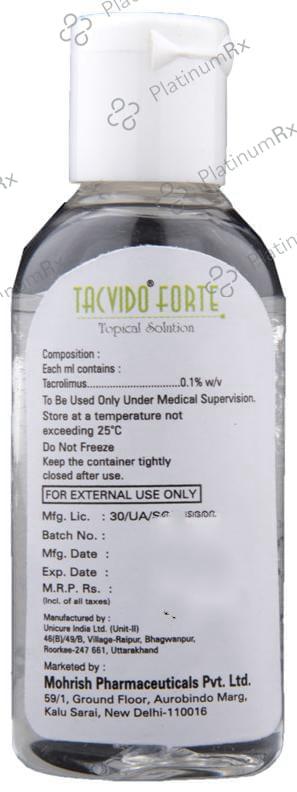 PlatinumRx
PlatinumRx
TACVIDO® FORTE
Topical Solution
Composition :
Each ml contains :
Tacrolimus..............................0.1% w/v
To Be Used Only Under Medical Supervision.
Store at a temperature not
exceeding 25°C
Do Not Freeze
Keep the container tightly
closed after use.
FOR EXTERNAL USE ONLY
Mfg. Lic. : 30/UA/
Batch No. :
Mfg. Date :
Exp. Date :
M.R.P. Rs. :
(Incl. of all taxes)
Manufactured by :
Unicure India Ltd. (Unit-II)
46(B)/49/B, Village-Raipur, Bhagwanpur,
Roorkee-247 661, Uttarakhand
Marketed by :
Mohrish Pharmaceuticals Pvt. Ltd.
59/1, Ground Floor, Aurobindo Marg,
Kalu Sarai, New Delhi-110016